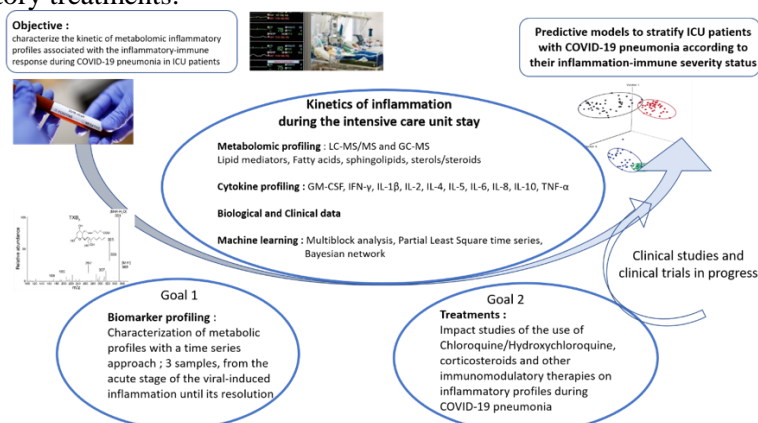 ory treatments.
Objective :
characterize the kinetic of metabolomic inflammatory
profiles associated with the inflammatory-immune
response during COVID-19 pneumonia in ICU patients
Predictive models to stratify ICU patients
with COVID-19 pneumonia according to
their inflammation-immune severity status
Kinetics of inflammation
during the intensive care unit stay
Metabolomic profiling : LC-MS/MS and GC-MS
Lipid mediators, Fatty acids, sphingolipids, sterols/steroids
Cytokine profiling : GM-CSF, IFN-γ, IL-1β, IL-2, IL-4, IL-5, IL-6, IL-8, IL-10, TNF-α
Biological and Clinical data
Machine learning : Multiblock analysis, Partial Least Square time series,
Bayesian network
TXB₂
Relative abundance
m/z
Clinical studies and
clinical trials in progress
Goal 1
Biomarker profiling :
Characterization of metabolic
profiles with a time series
approach ; 3 samples, from the
acute stage of the viral-induced
inflammation until its resolution
Goal 2
Treatments :
Impact studies of the use of
Chloroquine/Hydroxychloroquine,
corticosteroids and other
immunomodulatory therapies on
inflammatory profiles during
COVID-19 pneumonia